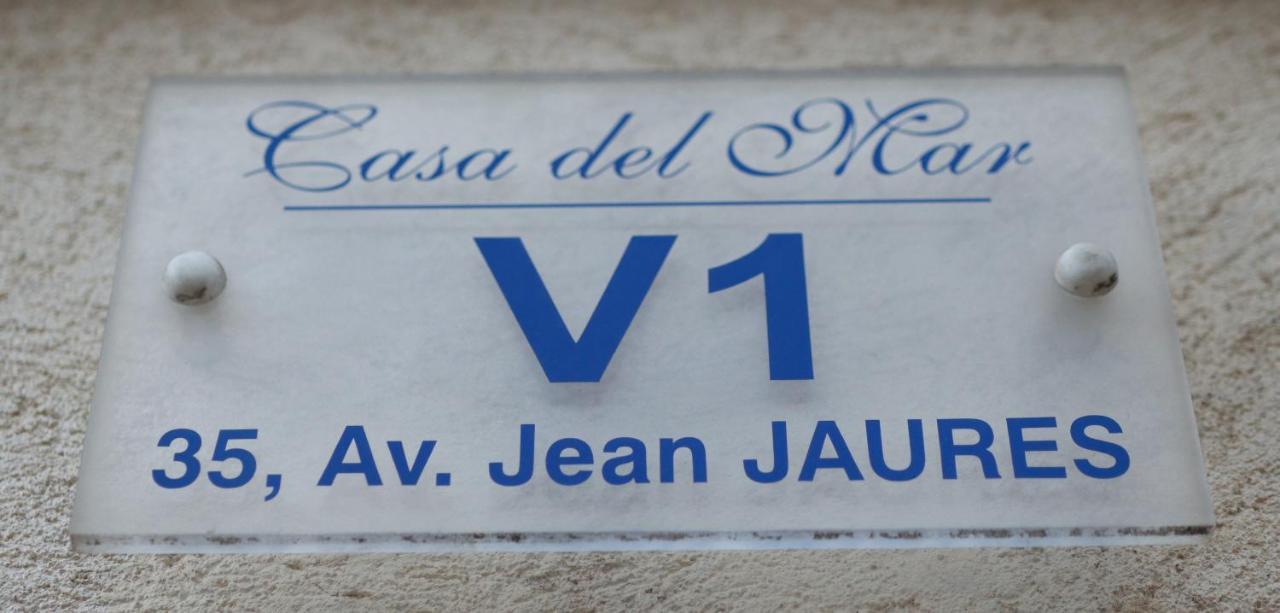 Casa del Mar
V1
35, Av. Jean JAURES